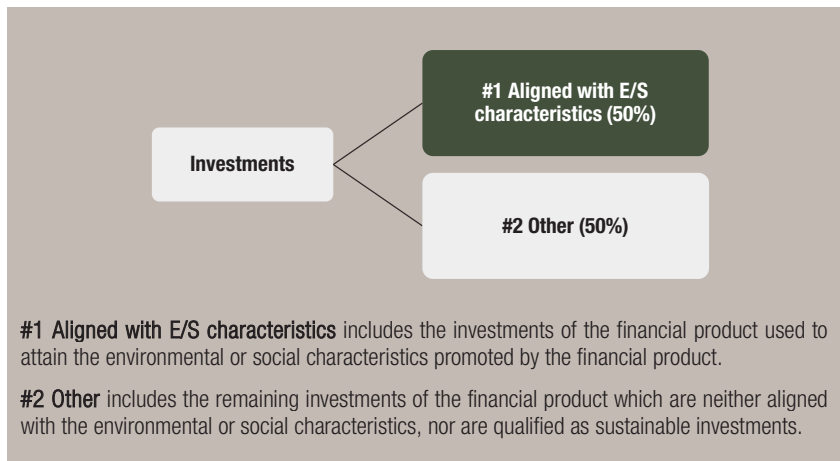 #1 Aligned with E/S
characteristics (50%)
Investments
#2 Other (50%)
#1 Aligned with E/S characteristics includes the investments of the financial product used to
attain the environmental or social characteristics promoted by the financial product.
#2 Other includes the remaining investments of the financial product which are neither aligned
with the environmental or social characteristics, nor are qualified as sustainable investments.